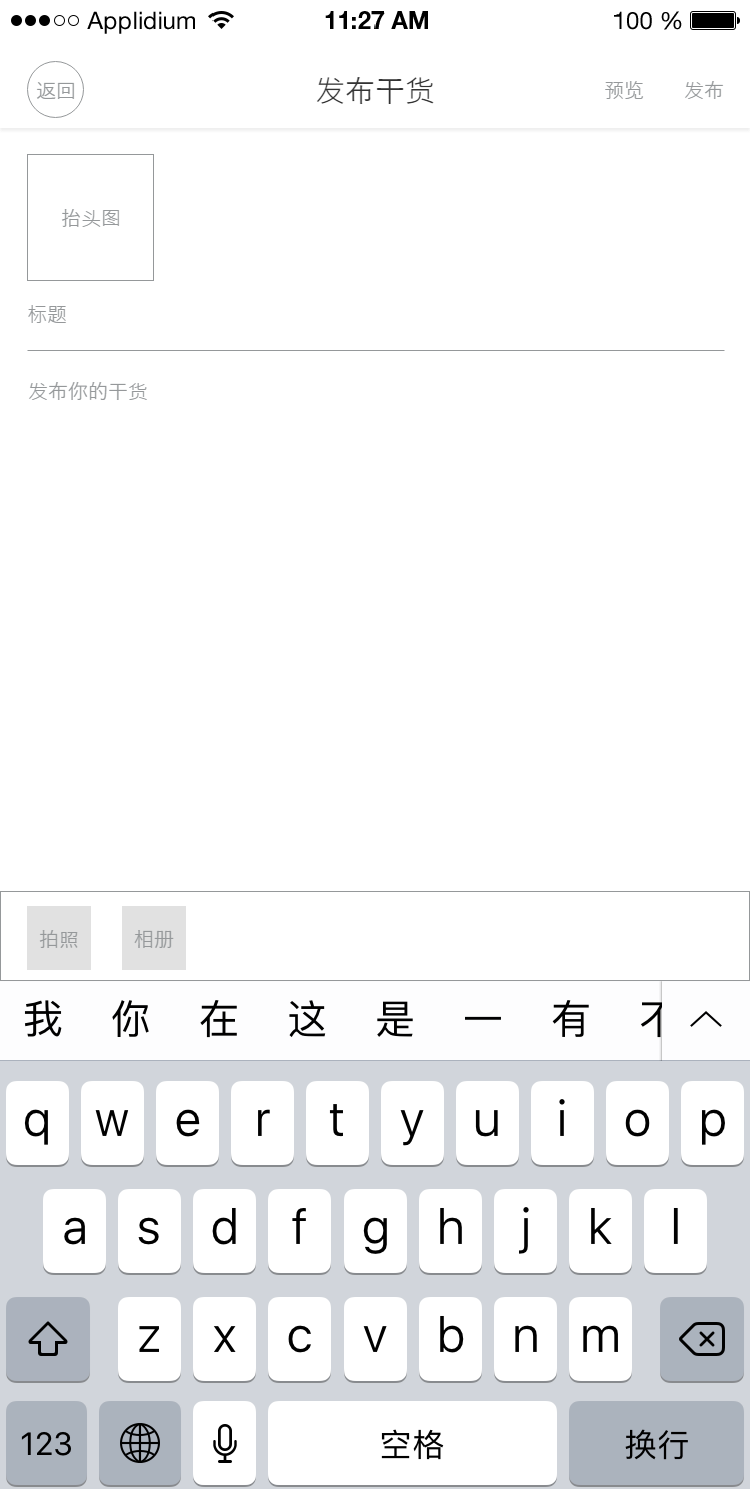 Applidium 11:27 AM 100 %
返回 发布干货 预览 发布
抬头图
标题
发布你的干货
拍照 相册
我 你 在 这 是 一 有
q w e r t y u i o p
a s d f g h j k l
z x c v b n m
123 空格 换行